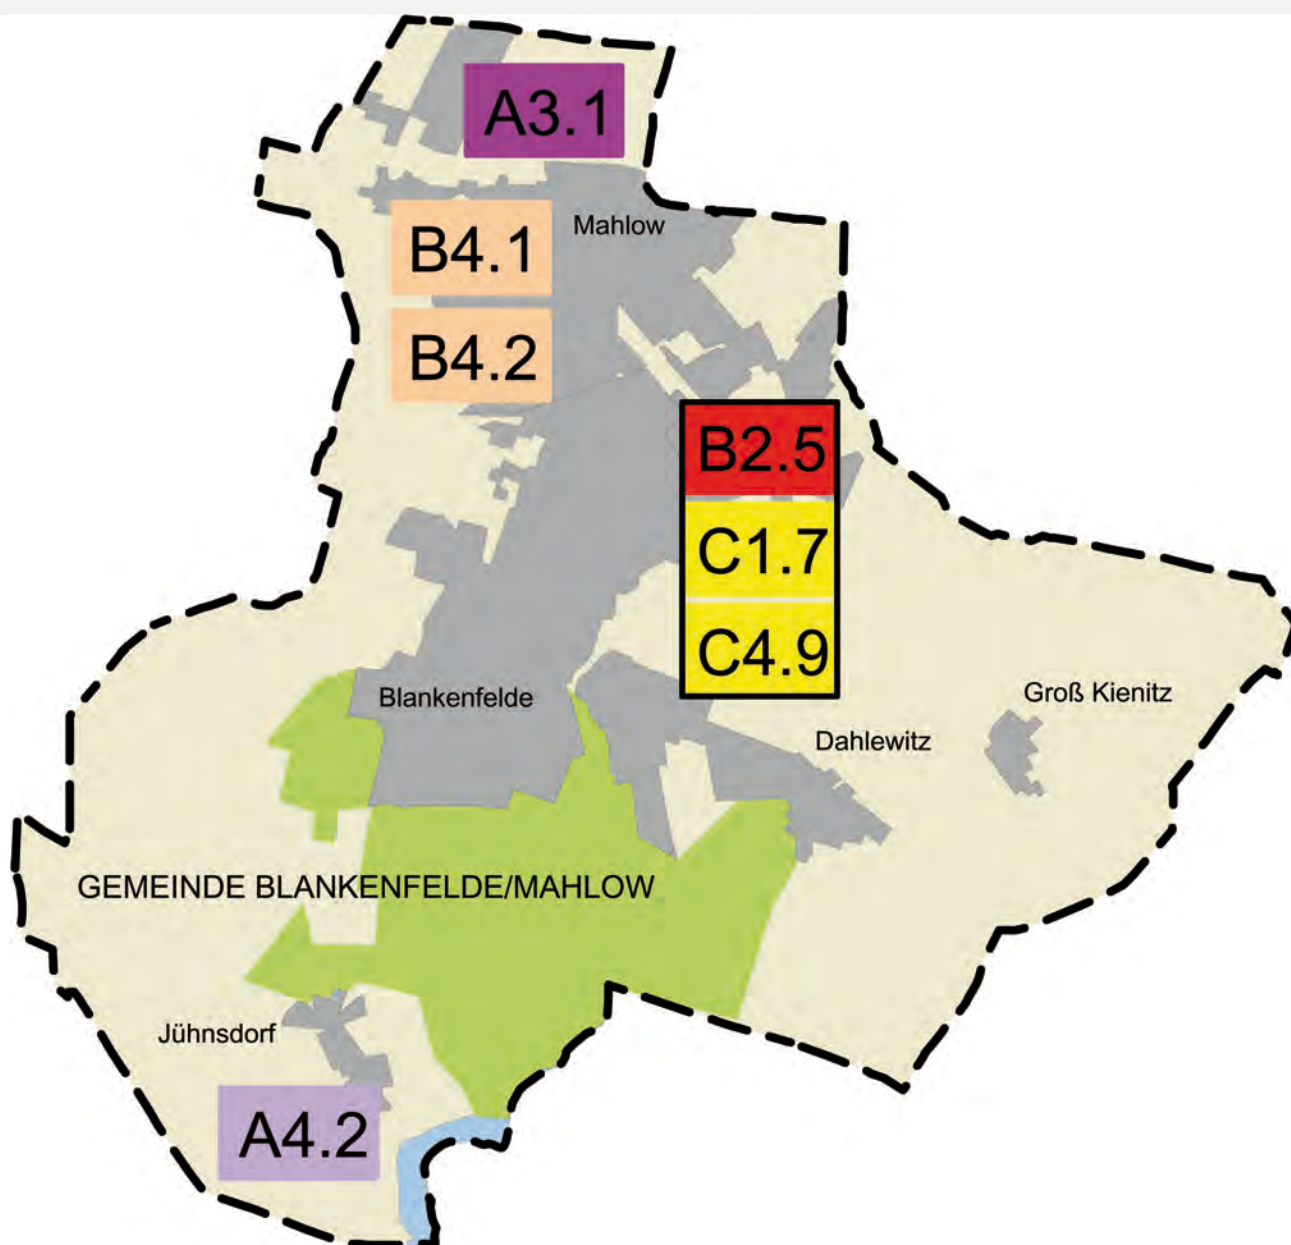 A3.1
Mahlow
B4.1
B4.2
B2.5
C1.7
C4.9
Groß Kienitz
Blankenfelde
Dahlewitz
GEMEINDE BLANKENFELDE/MAHLOW
Jühnsdorf
A4.2